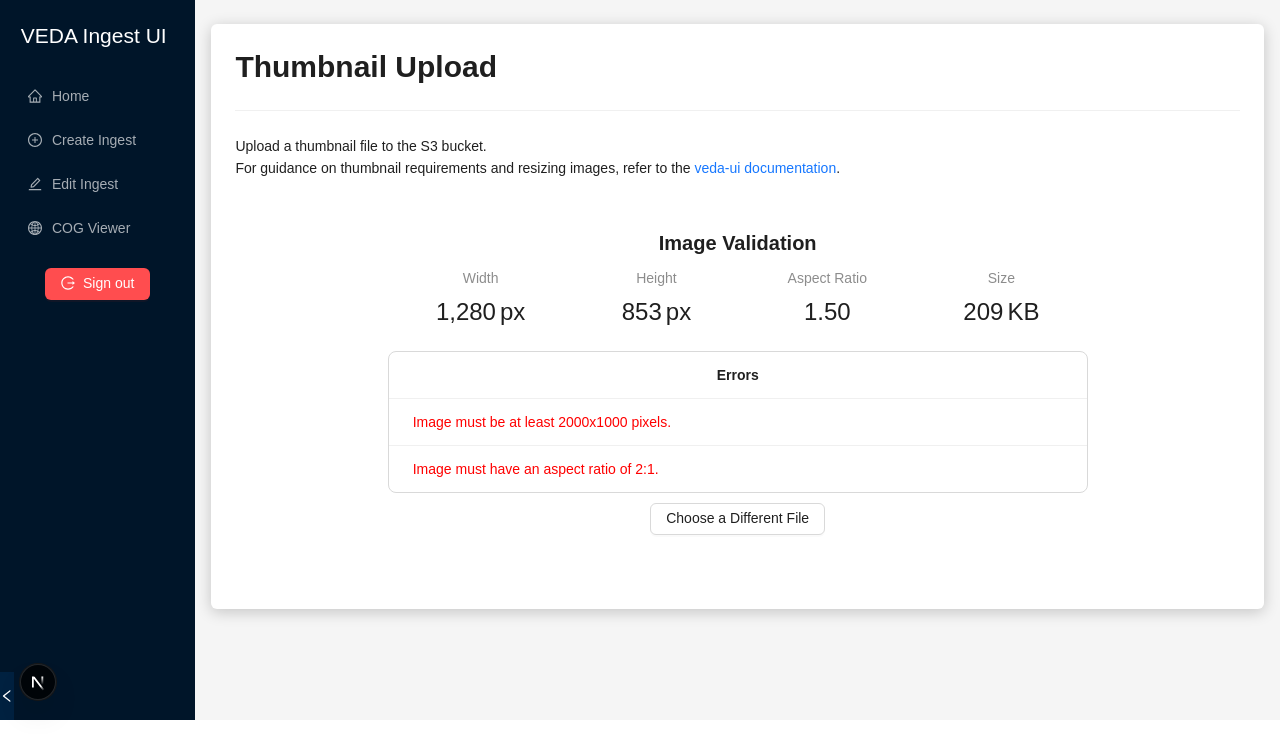 VEDA Ingest UI
Home
Create Ingest
Edit Ingest
COG Viewer
Sign out
Thumbnail Upload
Upload a thumbnail file to the S3 bucket.
For guidance on thumbnail requirements and resizing images, refer to the veda-ui documentation.
Image Validation
Width
Height
Aspect Ratio
Size
1,280 px
853 px
1.50
209 KB
Errors
Image must be at least 2000x1000 pixels.
Image must have an aspect ratio of 2:1.
Choose a Different File
N